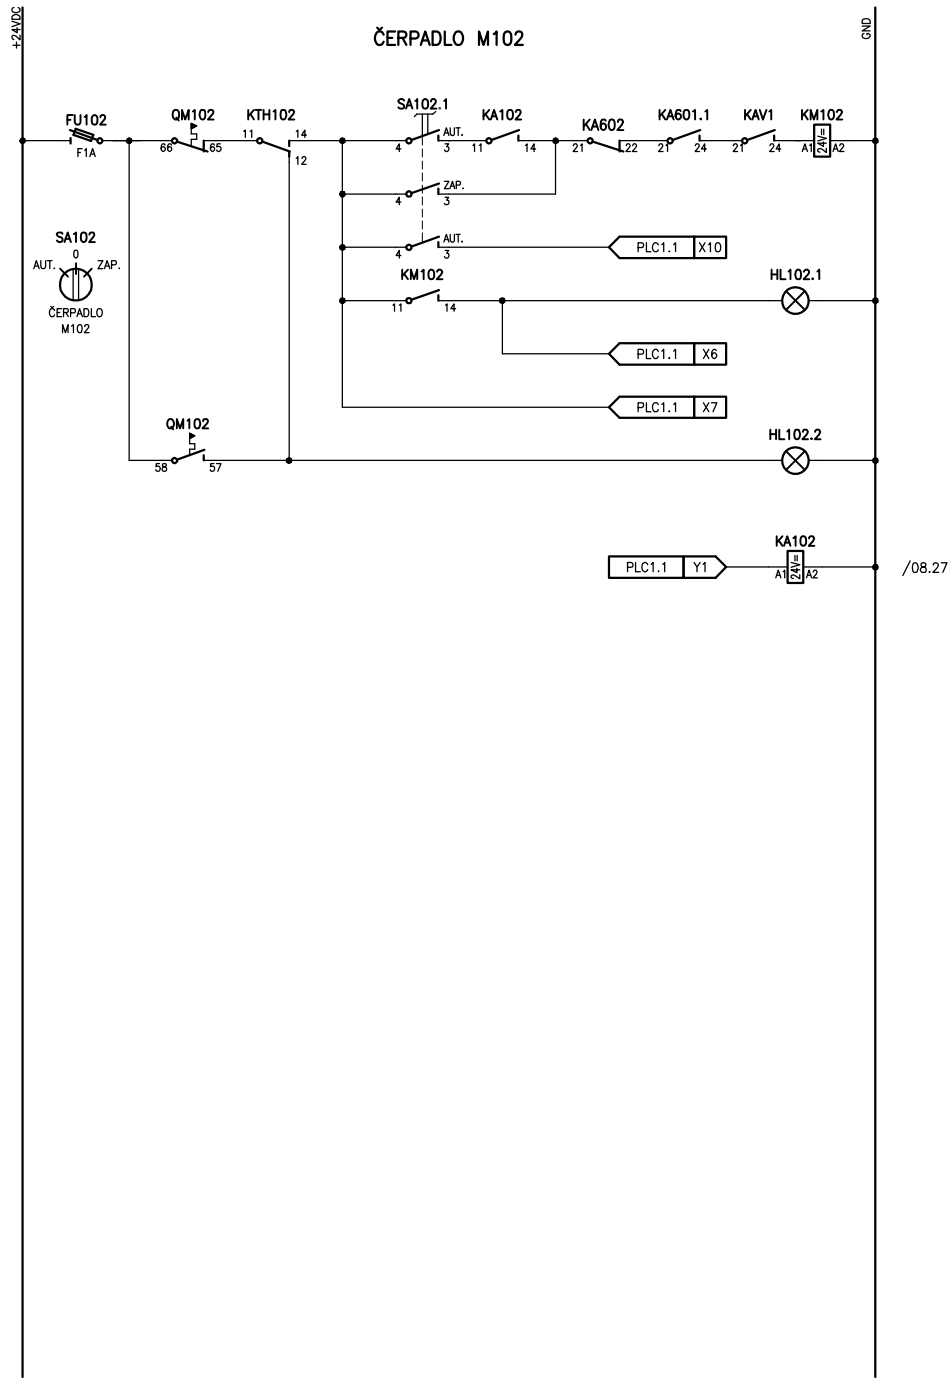 +24VDC
ČERPADLO M102
GND
FU102
F1A
QM102
66 65
KTH102
11 14
12
SA102.1
AUT.
4 3
KA102
11 14
KA602
21 22
KA601.1
21 24
KAV1
21 24
KM102
A1 24V= A2
ZAP.
4 3
AUT.
4 3
PLC1.1 X10
SA102
0
AUT. ZAP.
ČERPADLO
M102
KM102
11 14
HL102.1
PLC1.1 X6
PLC1.1 X7
QM102
58 57
HL102.2
KA102
PLC1.1 Y1
A1 24V= A2
/08.27